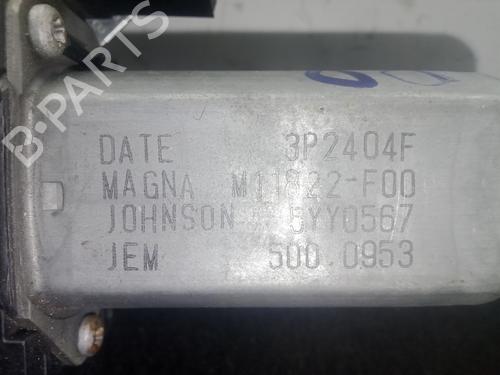 DATE 3P2404F
MAGNA M11822-F00
JOHNSON 5YY0567
JEM 500.0953
B-PARTS